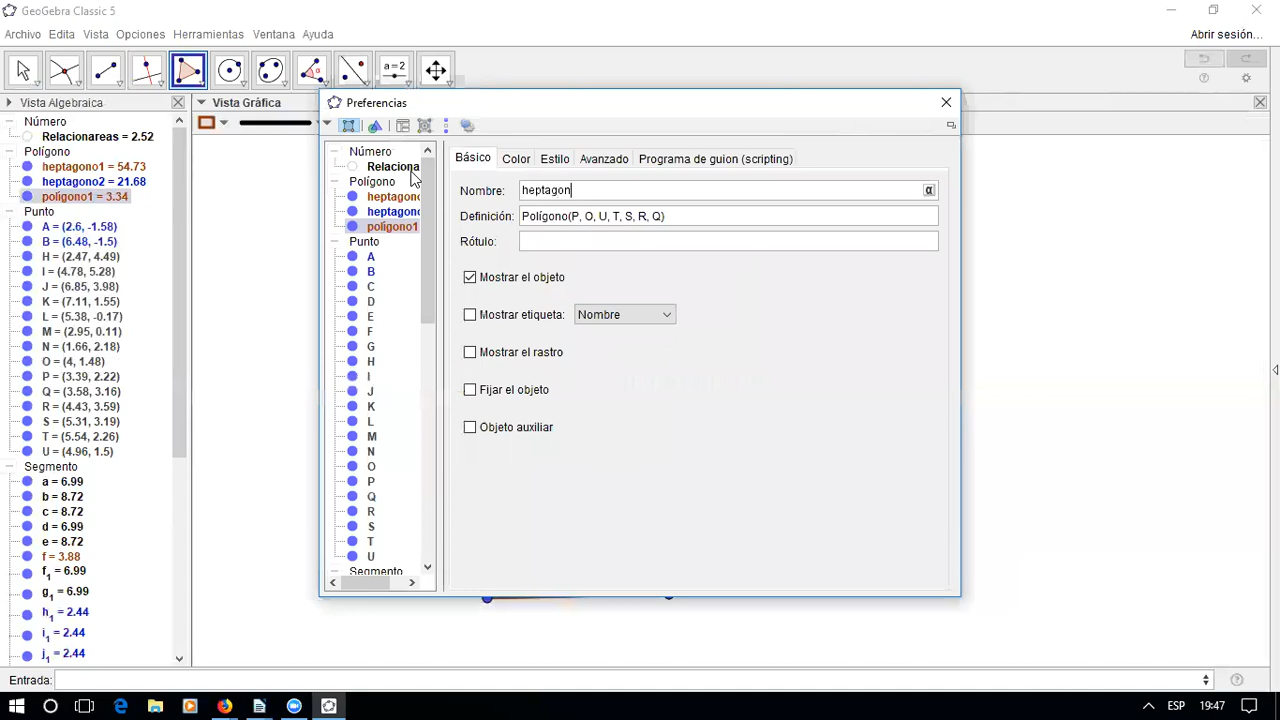 GeoGebra Classic 5
Archivo Edita Vista Opciones Herramientas Ventana Ayuda
Abrir sesión...
a=2
Vista Algebraica
Vista Gráfica
Número
Relacionareas = 2.52
Polígono
heptagono1 = 54.73
heptagono2 = 21.68
polígono1 = 3.34
Punto
A = (2.6, -1.58)
B = (6.48, -1.5)
H = (2.47, 4.49)
I = (4.78, 5.28)
J = (6.85, 3.98)
K = (7.11, 1.55)
L = (5.38, -0.17)
M = (2.95, 0.11)
N = (1.66, 2.18)
O = (4, 1.48)
P = (3.39, 2.22)
Q = (3.58, 3.16)
R = (4.43, 3.59)
S = (5.31, 3.19)
T = (5.54, 2.26)
U = (4.96, 1.5)
Segmento
a = 6.99
b = 8.72
c = 8.72
d = 6.99
e = 8.72
f = 3.88
f1 = 6.99
g1 = 6.99
h1 = 2.44
i1 = 2.44
j1 = 2.44
Preferencias
Número
Relaciona
Polígono
heptagono
heptagono
polígono1
Punto
A
B
C
D
E
F
G
H
I
J
K
L
M
N
O
P
Q
R
S
T
U
Segmento
Básico Color Estilo Avanzado Programa de guion (scripting)
Nombre: heptagon α
Definición: Polígono(P, O, U, T, S, R, Q)
Rótulo:
Mostrar el objeto
Mostrar etiqueta: Nombre
Mostrar el rastro
Fijar el objeto
Objeto auxiliar
Entrada:
ESP 19:47